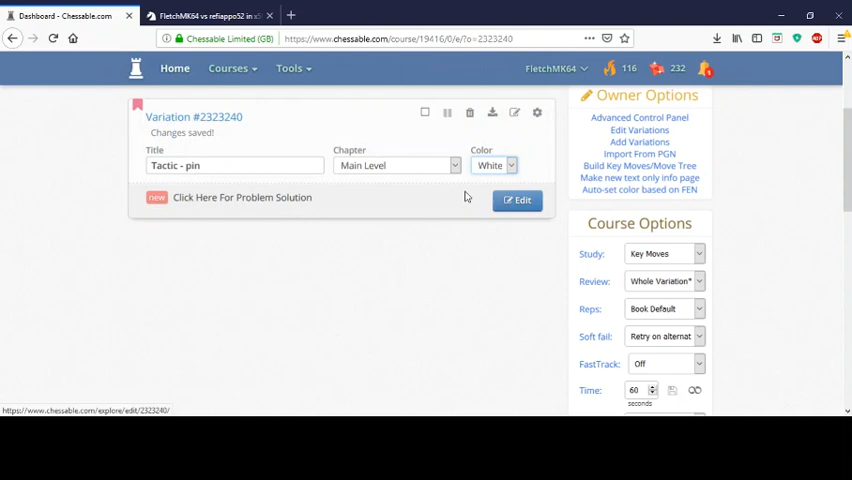 Dashboard - Chessable.com
FletchMK64 vs refiappo52 in x5
Chessable Limited (GB)
https://www.chessable.com/course/19416/0/e/?o=2323240
Home
Courses
Tools
FletchMK64
116
232
1
Variation #2323240
Changes saved!
Title
Chapter
Color
Tactic - pin
Main Level
White
new
Click Here For Problem Solution
Edit
Owner Options
Advanced Control Panel
Edit Variations
Add Variations
Import From PGN
Build Key Moves/Move Tree
Make new text only info page
Auto-set color based on FEN
Course Options
Study:
Key Moves
Review:
Whole Variation*
Reps:
Book Default
Soft fail:
Retry on alternat
FastTrack:
Off
Time:
60
seconds
https://www.chessable.com/explore/edit/2323240/